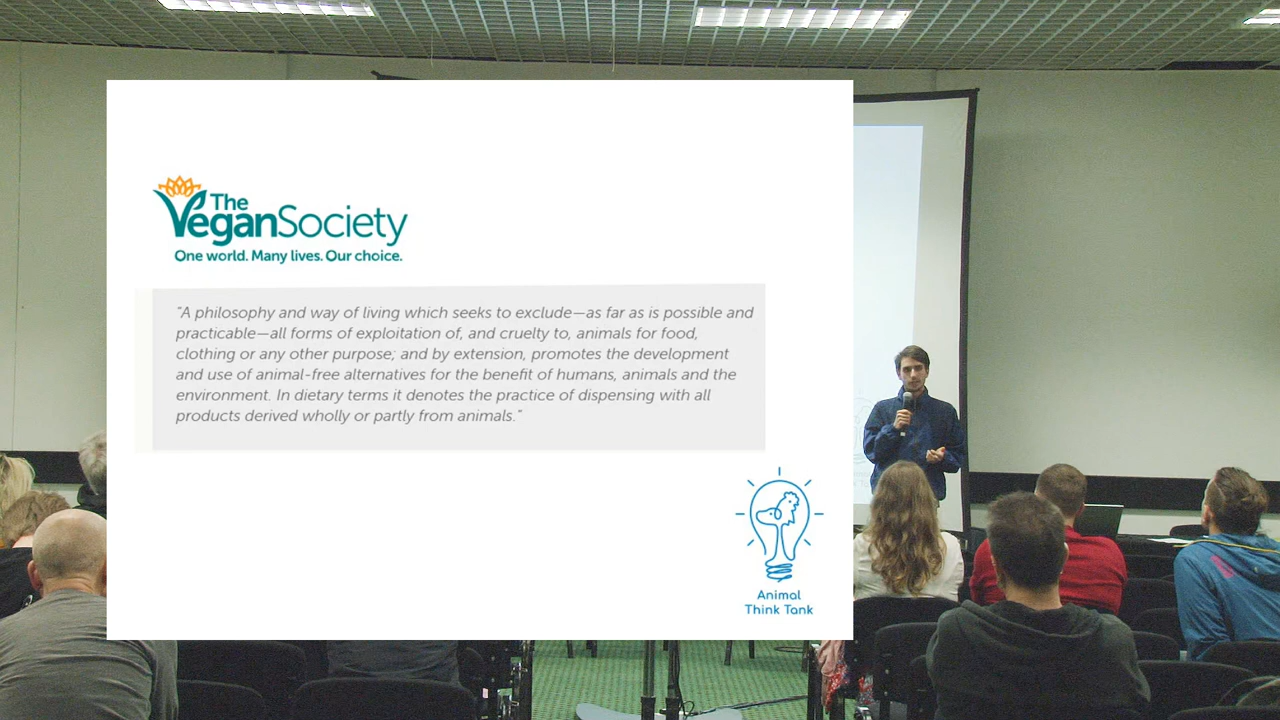 The
VeganSociety
One world. Many lives. Our choice.
"A philosophy and way of living which seeks to exclude—as far as is possible and
practicable—all forms of exploitation of, and cruelty to, animals for food,
clothing or any other purpose; and by extension, promotes the development
and use of animal-free alternatives for the benefit of humans, animals and the
environment. In dietary terms it denotes the practice of dispensing with all
products derived wholly or partly from animals."
Animal
Think Tank